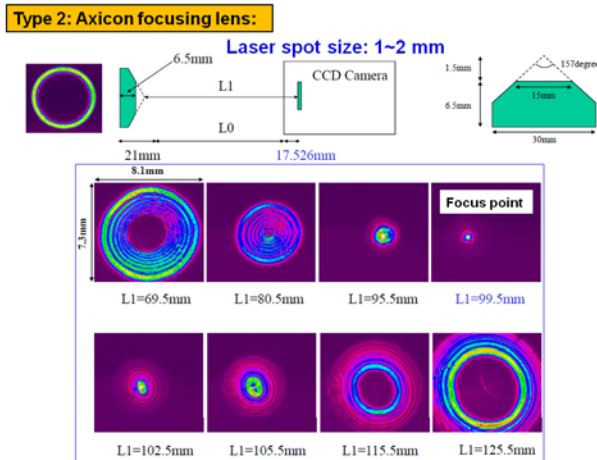 Type 2: Axicon focusing lens:
Laser spot size: 1~2 mm
6.5mm
CCD Camera
L1
L0
21mm
17.526mm
1.5mm
157degree
6.5mm
15mm
30mm
8.1mm
7.3mm
Focus point
L1=69.5mm
L1=80.5mm
L1=95.5mm
L1=99.5mm
L1=102.5mm
L1=105.5mm
L1=115.5mm
L1=125.5mm